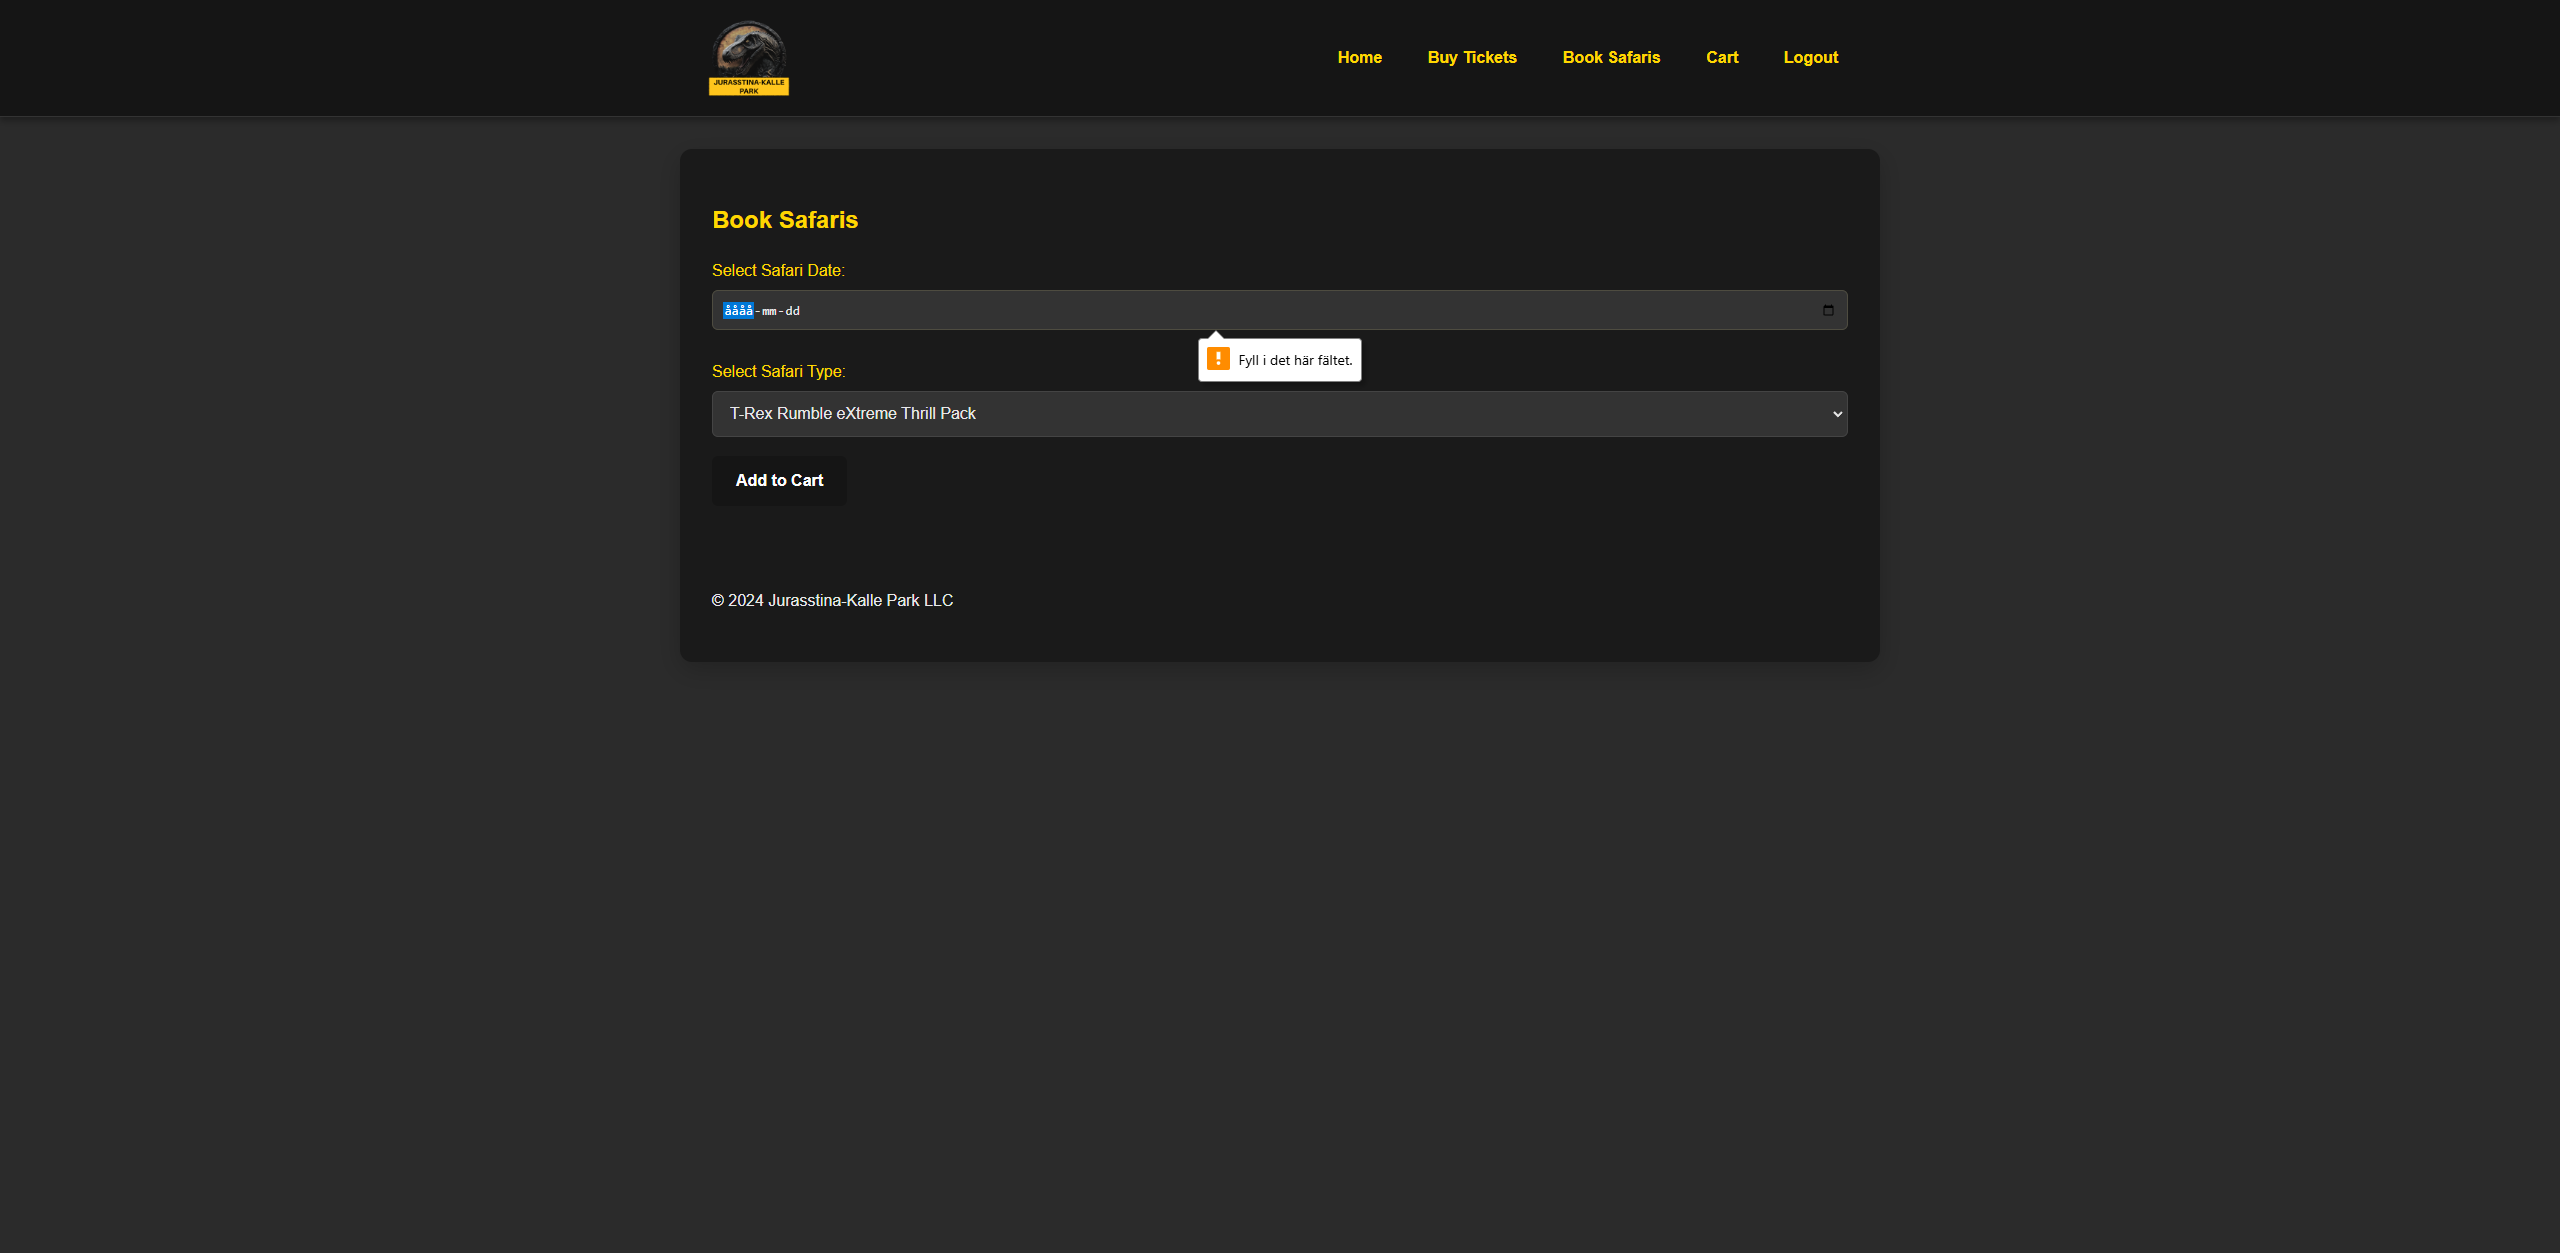 JURASSTINA-KALLE
PARK
Home Buy Tickets Book Safaris Cart Logout
Book Safaris
Select Safari Date:
åååå-mm-dd
Fyll i det här fältet.
Select Safari Type:
T-Rex Rumble eXtreme Thrill Pack
Add to Cart
© 2024 Jurasstina-Kalle Park LLC